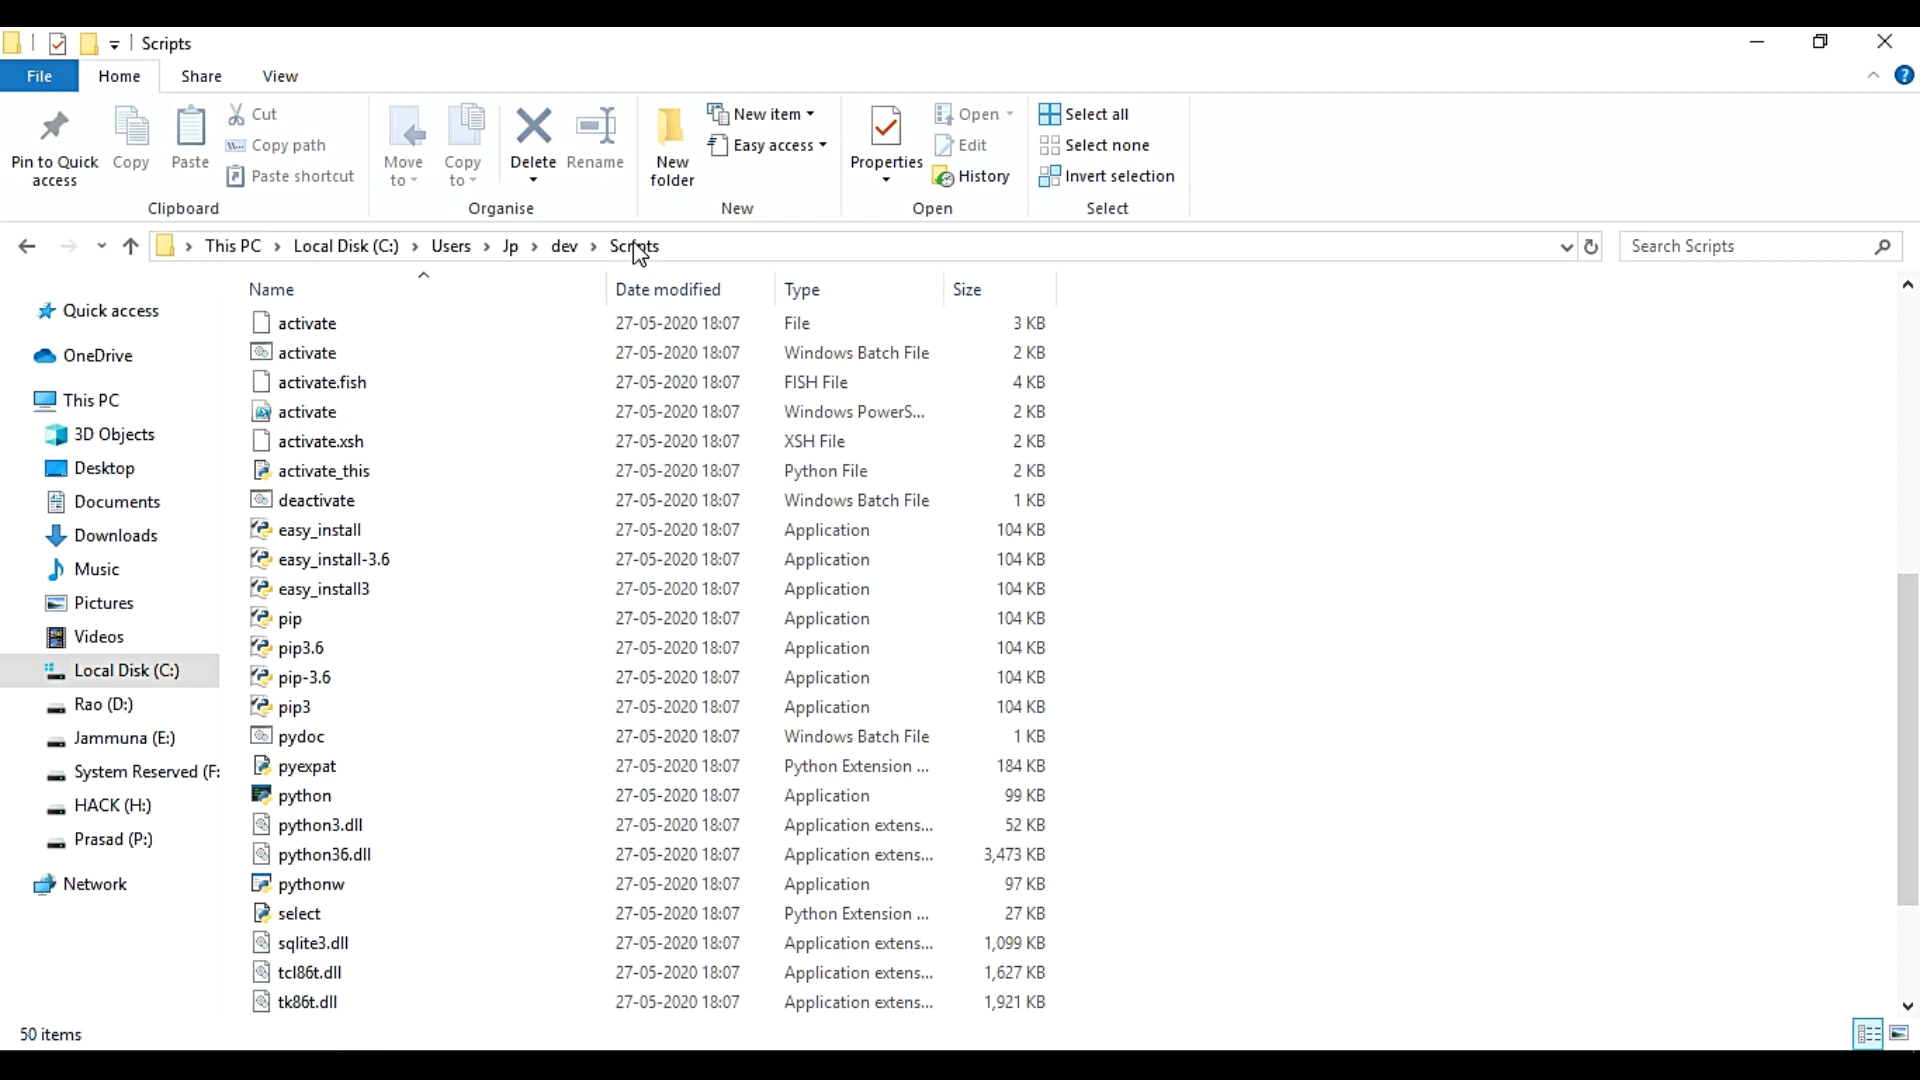 Scripts
File Home Share View
Pin to Quick access
Copy
Paste
Cut
Copy path
Paste shortcut
Clipboard
Move to
Copy to
Delete
Rename
Organise
New folder
New item
Easy access
New
Properties
Open
Edit
History
Open
Select all
Select none
Invert selection
Select
This PC › Local Disk (C:) › Users › Jp › dev › Scripts
Search Scripts
Quick access
OneDrive
This PC
3D Objects
Desktop
Documents
Downloads
Music
Pictures
Videos
Local Disk (C:)
Rao (D:)
Jammuna (E:)
System Reserved (F:
HACK (H:)
Prasad (P:)
Network
Name Date modified Type Size
activate 27-05-2020 18:07 File 3 KB
activate 27-05-2020 18:07 Windows Batch File 2 KB
activate.fish 27-05-2020 18:07 FISH File 4 KB
activate 27-05-2020 18:07 Windows PowerS... 2 KB
activate.xsh 27-05-2020 18:07 XSH File 2 KB
activate_this 27-05-2020 18:07 Python File 2 KB
deactivate 27-05-2020 18:07 Windows Batch File 1 KB
easy_install 27-05-2020 18:07 Application 104 KB
easy_install-3.6 27-05-2020 18:07 Application 104 KB
easy_install3 27-05-2020 18:07 Application 104 KB
pip 27-05-2020 18:07 Application 104 KB
pip3.6 27-05-2020 18:07 Application 104 KB
pip-3.6 27-05-2020 18:07 Application 104 KB
pip3 27-05-2020 18:07 Application 104 KB
pydoc 27-05-2020 18:07 Windows Batch File 1 KB
pyexpat 27-05-2020 18:07 Python Extension ... 184 KB
python 27-05-2020 18:07 Application 99 KB
python3.dll 27-05-2020 18:07 Application extens... 52 KB
python36.dll 27-05-2020 18:07 Application extens... 3,473 KB
pythonw 27-05-2020 18:07 Application 97 KB
select 27-05-2020 18:07 Python Extension ... 27 KB
sqlite3.dll 27-05-2020 18:07 Application extens... 1,099 KB
tcl86t.dll 27-05-2020 18:07 Application extens... 1,627 KB
tk86t.dll 27-05-2020 18:07 Application extens... 1,921 KB
50 items